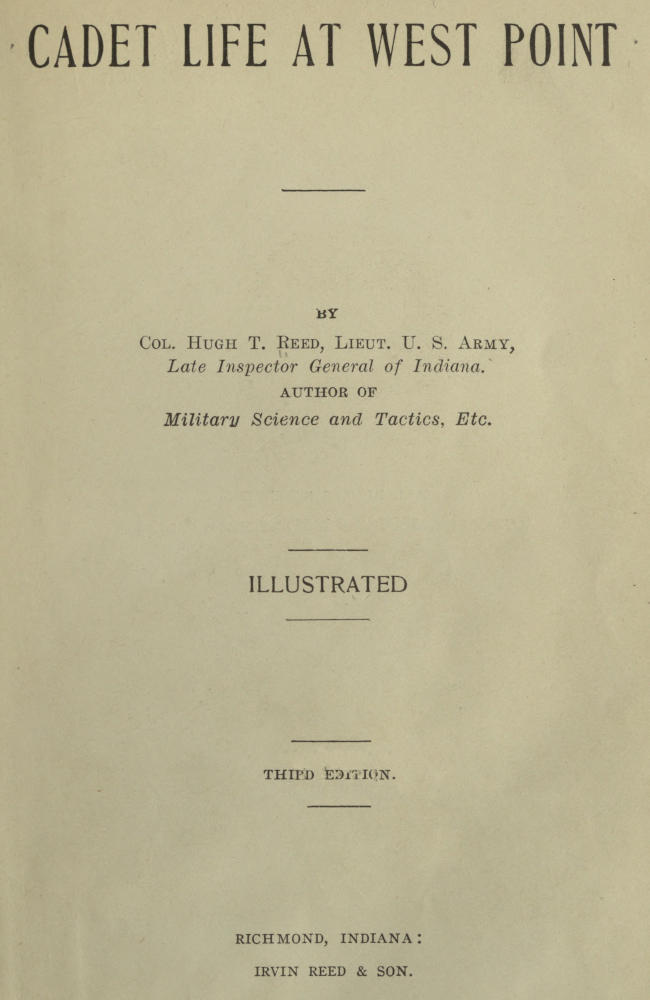 CADET LIFE AT WEST POINT
BY
COL. HUGH T. REED, LIEUT. U. S. ARMY,
Late Inspector General of Indiana.
AUTHOR OF
Military Science and Tactics, Etc.
ILLUSTRATED
THIRD EDITION.
RICHMOND, INDIANA:
IRVIN REED & SON.